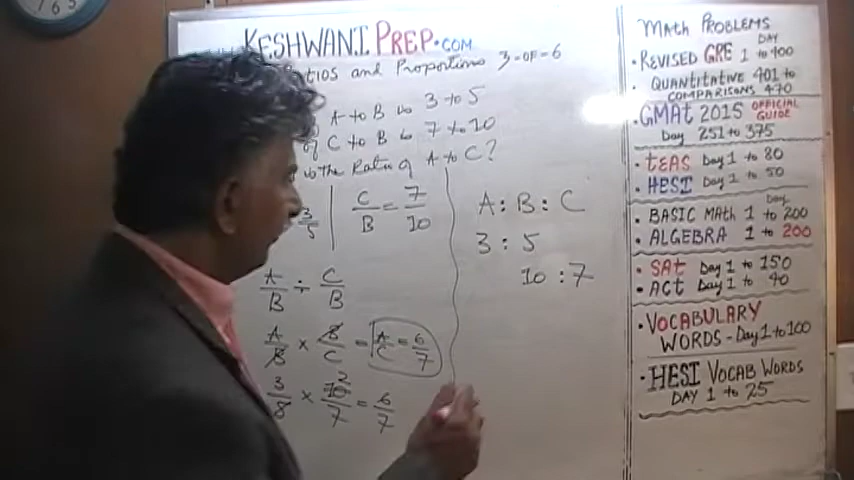 KESHWANI PREP.COM
Ratios and Proportions 3-OF-6
A to B is 3 to 5
of C to B is 7 to 10
is the Ratio of A to C?
3/5
C/B = 7/10
A/B ÷ C/B
A/B × B/C = A/C = 6/7
3/5 × 10/7 = 6/7
2
A : B : C
3 : 5
10 : 7
MATH PROBLEMS
DAY
• REVISED GRE 1 to 400
• QUANTITATIVE 401 to
COMPARISONS 470
• GMAT 2015 OFFICIAL GUIDE
Day 251 to 375
• TEAS Day 1 to 80
• HESI Day 1 to 50
Day
• BASIC MATH 1 to 200
• ALGEBRA 1 to 200
• SAT Day 1 to 150
• ACT Day 1 to 40
• VOCABULARY
WORDS - Day 1 to 100
• HESI VOCAB WORDS
DAY 1 to 25